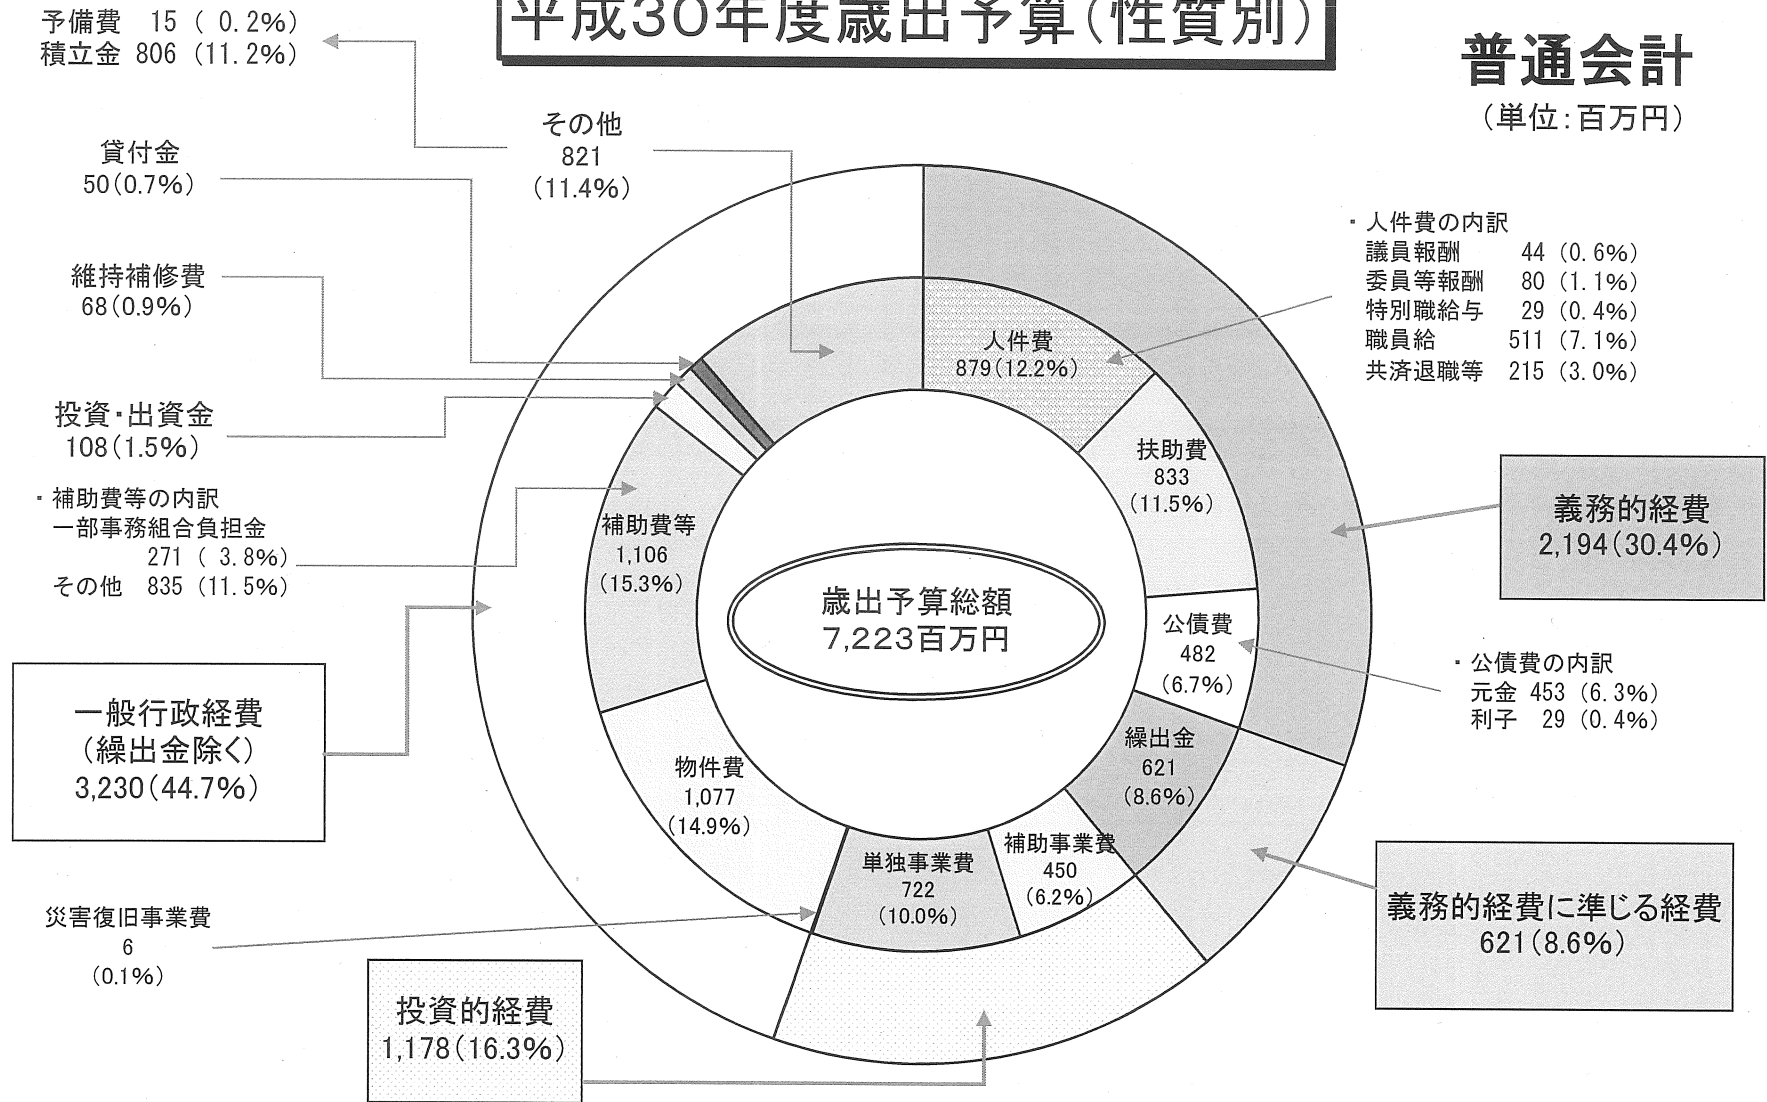 平成30年度歳出予算(性質別)
普通会計
(単位:百万円)
予備費 15 ( 0.2%)
積立金 806 (11.2%)
その他
821
(11.4%)
貸付金
50(0.7%)
維持補修費
68(0.9%)
投資・出資金
108(1.5%)
・補助費等の内訳
一部事務組合負担金
271 ( 3.8%)
その他 835 (11.5%)
一般行政経費
(繰出金除く)
3,230(44.7%)
災害復旧事業費
6
(0.1%)
投資的経費
1,178(16.3%)
・人件費の内訳
議員報酬 44 (0.6%)
委員等報酬 80 (1.1%)
特別職給与 29 (0.4%)
職員給 511 (7.1%)
共済退職等 215 (3.0%)
義務的経費
2,194(30.4%)
・公債費の内訳
元金 453 (6.3%)
利子 29 (0.4%)
義務的経費に準じる経費
621(8.6%)
人件費
879(12.2%)
扶助費
833
(11.5%)
公債費
482
(6.7%)
繰出金
621
(8.6%)
補助事業費
450
(6.2%)
単独事業費
722
(10.0%)
物件費
1,077
(14.9%)
補助費等
1,106
(15.3%)
歳出予算総額
7,223百万円